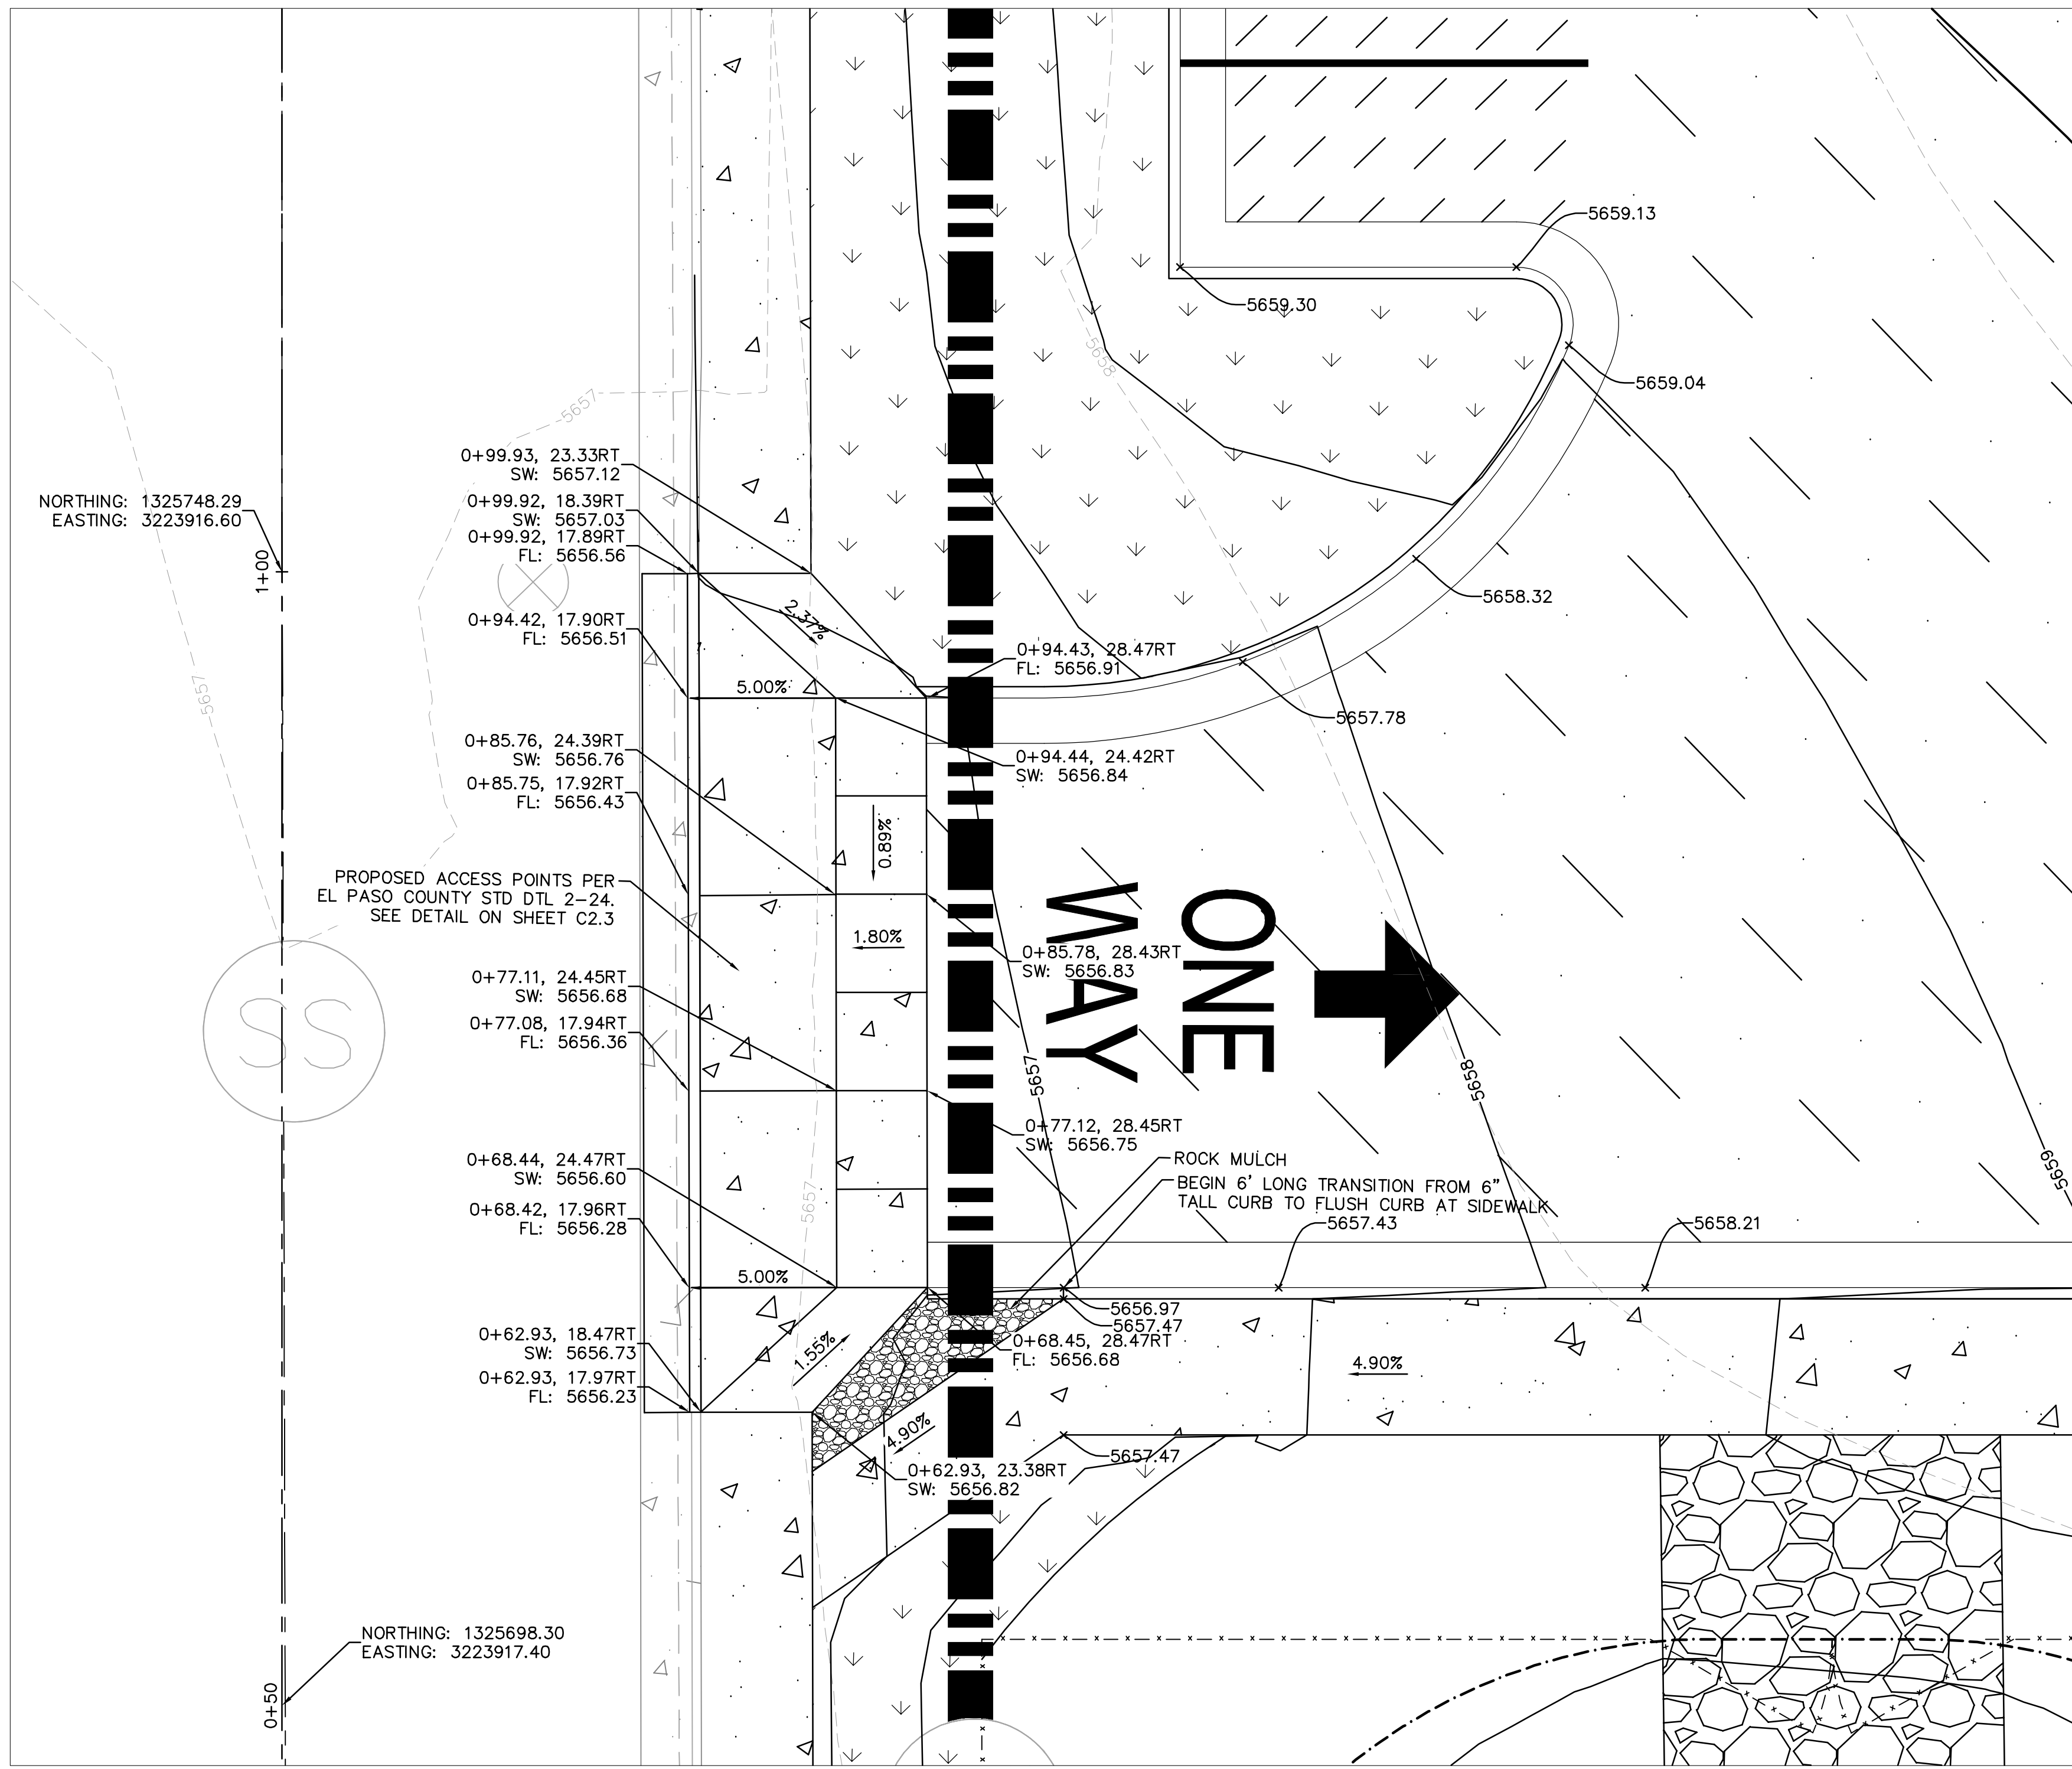 5659.13
5659.30
5658
5659.04
5657
0+99.93, 23.33RT
SW: 5657.12
0+99.92, 18.39RT
SW: 5657.03
0+99.92, 17.89RT
FL: 5656.56
NORTHING: 1325748.29
EASTING: 3223916.60
1+00
5658.32
2.37%
0+94.42, 17.90RT
FL: 5656.51
0+94.43, 28.47RT
FL: 5656.91
5.00%
5657
5657.78
0+85.76, 24.39RT
SW: 5656.76
0+94.44, 24.42RT
SW: 5656.84
0+85.75, 17.92RT
FL: 5656.43
0.89%
PROPOSED ACCESS POINTS PER
EL PASO COUNTY STD DTL 2-24.
SEE DETAIL ON SHEET C2.3
ONE
WAY
1.80%
0+85.78, 28.43RT
SW: 5656.83
0+77.11, 24.45RT
SW: 5656.68
SS
0+77.08, 17.94RT
FL: 5656.36
5657
5658
0+77.12, 28.45RT
SW: 5656.75
ROCK MULCH
BEGIN 6' LONG TRANSITION FROM 6"
TALL CURB TO FLUSH CURB AT SIDEWALK
5659
0+68.44, 24.47RT
SW: 5656.60
5657
0+68.42, 17.96RT
FL: 5656.28
5657.43
5658.21
5.00%
5656.97
5657.47
0+62.93, 18.47RT
SW: 5656.73
1.55%
0+68.45, 28.47RT
FL: 5656.68
4.90%
0+62.93, 17.97RT
FL: 5656.23
4.90%
5657.47
0+62.93, 23.38RT
SW: 5656.82
NORTHING: 1325698.30
EASTING: 3223917.40
0+50